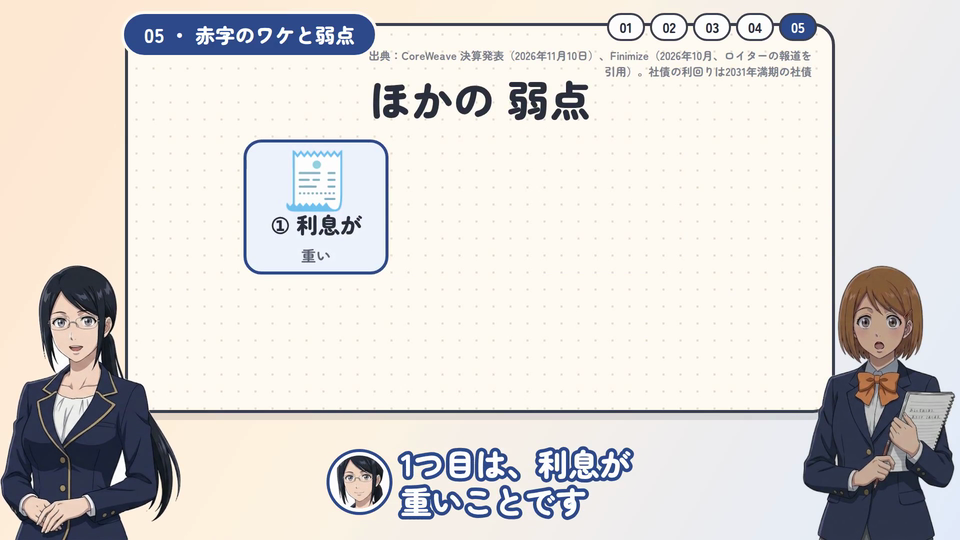 05 ・ 赤字のワケと弱点
01 02 03 04 05
出典：CoreWeave 決算発表（2026年11月10日）、Finimize（2026年10月、ロイターの報道を
引用）。社債の利回りは2031年満期の社債
ほかの 弱点
① 利息が
重い
1つ目は、利息が
重いことです